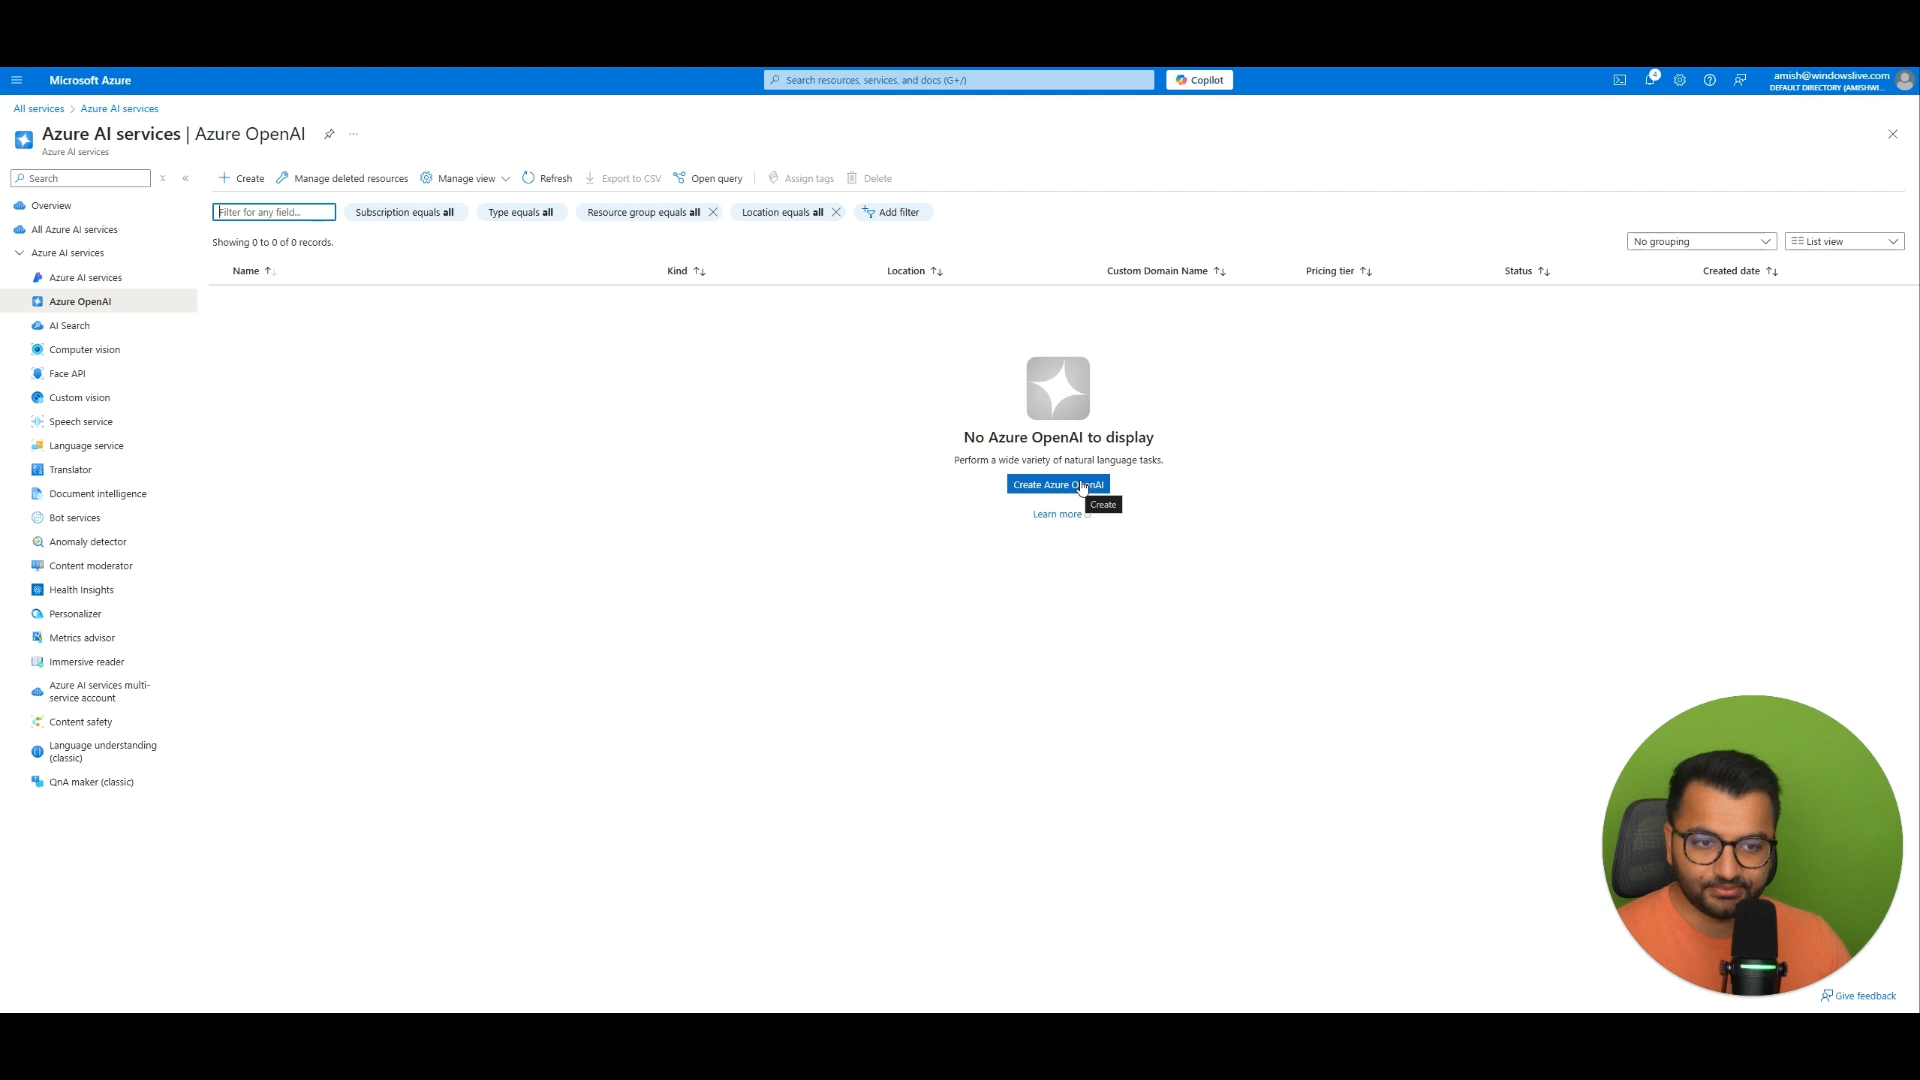 Microsoft Azure
Search resources, services, and docs (G+/)
Copilot
4
amish@windowslive.com
DEFAULT DIRECTORY (AMISHWI...
All services > Azure AI services
Azure AI services | Azure OpenAI
Azure AI services
Search
Create
Manage deleted resources
Manage view
Refresh
Export to CSV
Open query
Assign tags
Delete
Overview
All Azure AI services
Azure AI services
Azure AI services
Azure OpenAI
AI Search
Computer vision
Face API
Custom vision
Speech service
Language service
Translator
Document intelligence
Bot services
Anomaly detector
Content moderator
Health Insights
Personalizer
Metrics advisor
Immersive reader
Azure AI services multi-
service account
Content safety
Language understanding
(classic)
QnA maker (classic)
Filter for any field...
Subscription equals all
Type equals all
Resource group equals all
Location equals all
Add filter
Showing 0 to 0 of 0 records.
No grouping
List view
Name
Kind
Location
Custom Domain Name
Pricing tier
Status
Created date
No Azure OpenAI to display
Perform a wide variety of natural language tasks.
Create Azure OpenAI
Create
Learn more
Give feedback